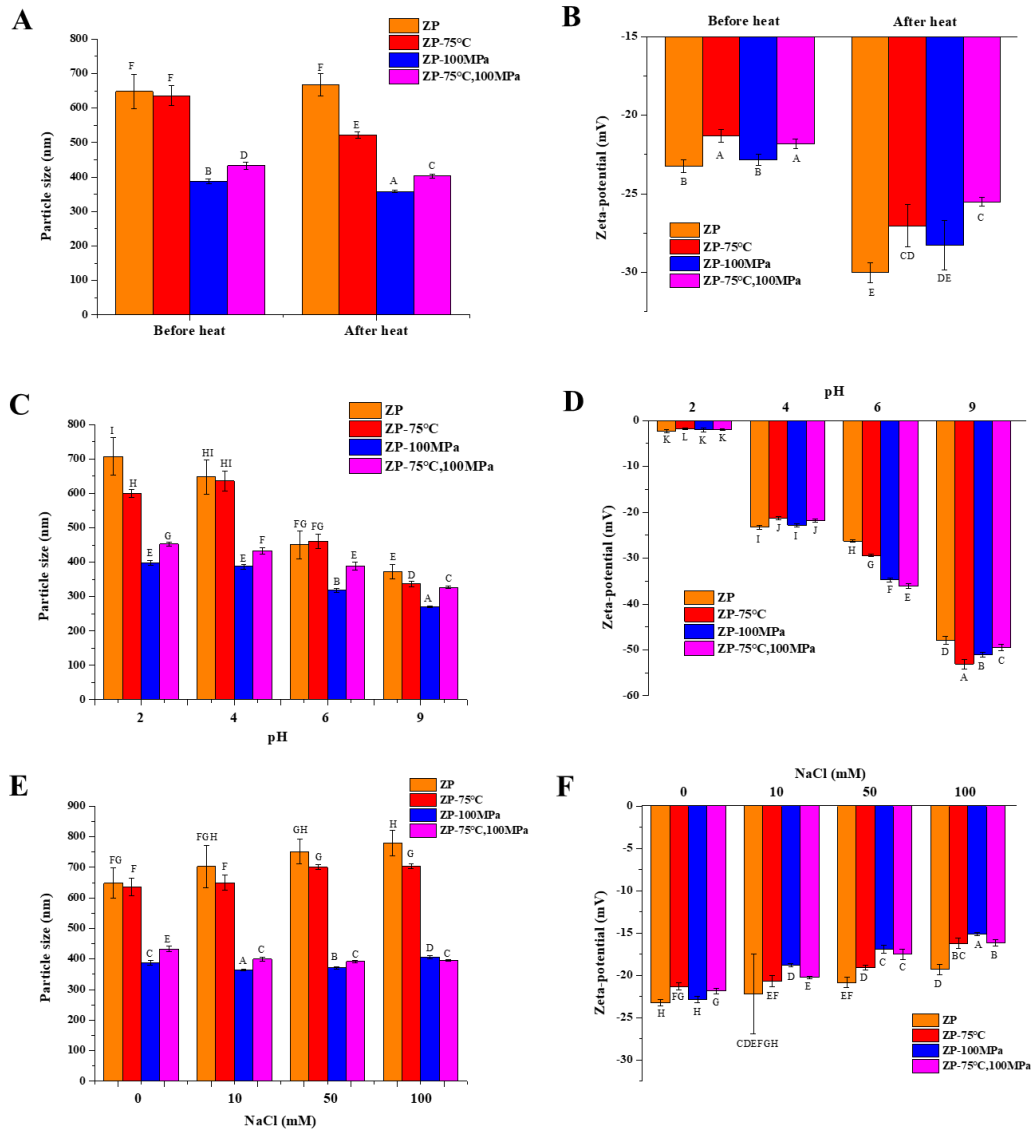 A
ZP
ZP-75°C
ZP-100MPa
ZP-75°C,100MPa
Particle size (nm)
800
700
600
500
400
300
200
100
0
F
F
B
D
F
E
A
C
Before heat
After heat
B
Before heat
After heat
Zeta-potential (mV)
-15
-20
-25
-30
B
A
B
A
E
CD
DE
C
ZP
ZP-75°C
ZP-100MPa
ZP-75°C,100MPa
C
ZP
ZP-75°C
ZP-100MPa
ZP-75°C,100MPa
Particle size (nm)
800
700
600
500
400
300
200
100
0
I
H
E
G
HI
HI
E
F
FG
FG
B
E
E
D
A
C
2
4
6
9
pH
D
pH
2
4
6
9
Zeta-potential (mV)
0
-10
-20
-30
-40
-50
-60
K
L
K
K
I
J
I
J
H
G
F
E
D
A
B
C
ZP
ZP-75°C
ZP-100MPa
ZP-75°C,100MPa
E
ZP
ZP-75°C
ZP-100MPa
ZP-75°C,100MPa
Particle size (nm)
900
800
700
600
500
400
300
200
100
0
FG
F
C
E
FGH
F
A
C
GH
G
B
C
H
G
D
C
0
10
50
100
NaCl (mM)
F
NaCl (mM)
0
10
50
100
Zeta-potential (mV)
0
-5
-10
-15
-20
-25
-30
H
FG
H
G
CDEFGH
EF
D
E
EF
D
C
C
D
BC
A
B
ZP
ZP-75°C
ZP-100MPa
ZP-75°C,100MPa